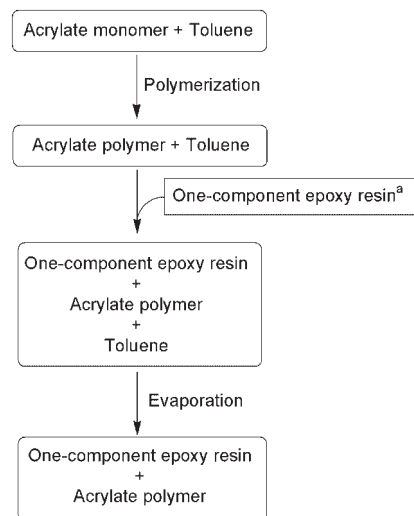 Acrylate monomer + Toluene
Polymerization
Acrylate polymer + Toluene
One-component epoxy resinᵃ
One-component epoxy resin
+
Acrylate polymer
+
Toluene
Evaporation
One-component epoxy resin
+
Acrylate polymer